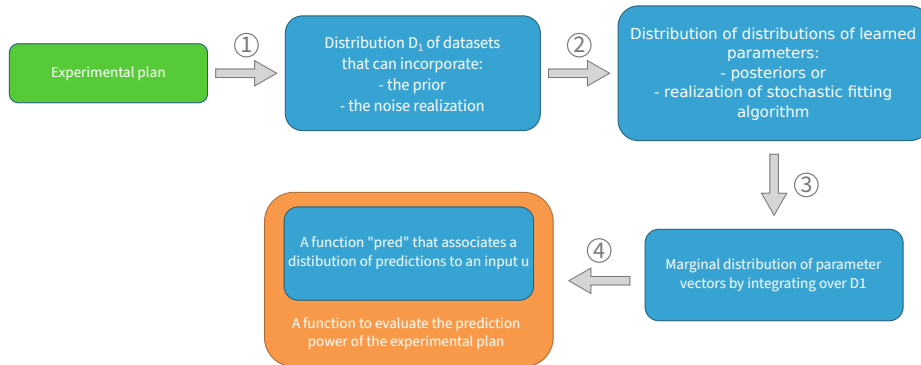 Experimental plan
①
Distribution D₁ of datasets
that can incorporate:
- the prior
- the noise realization
②
Distribution of distributions of learned
parameters:
- posteriors or
- realization of stochastic fitting
algorithm
③
Marginal distribution of parameter
vectors by integrating over D1
④
A function "pred" that associates a
distibution of predictions to an input u
A function to evaluate the prediction
power of the experimental plan